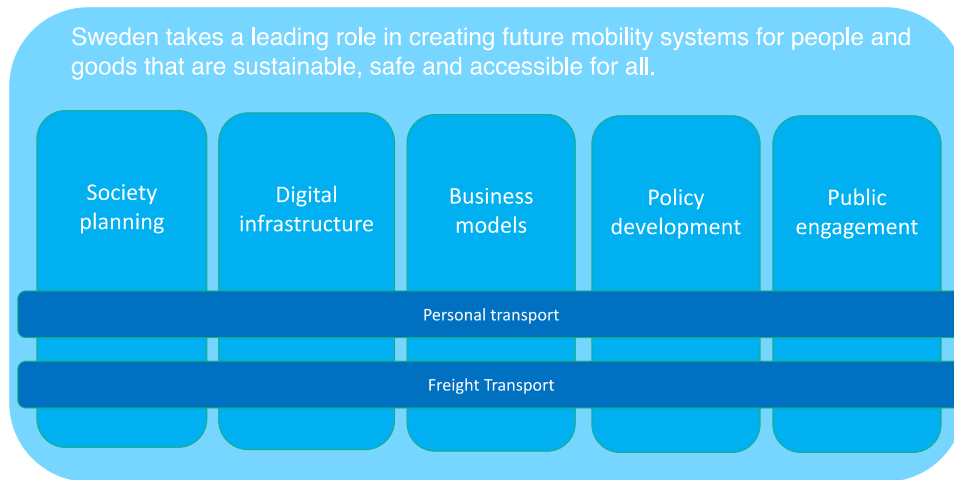 Sweden takes a leading role in creating future mobility systems for people and
goods that are sustainable, safe and accessible for all.
Society
planning
Digital
infrastructure
Business
models
Policy
development
Public
engagement
Personal transport
Freight Transport